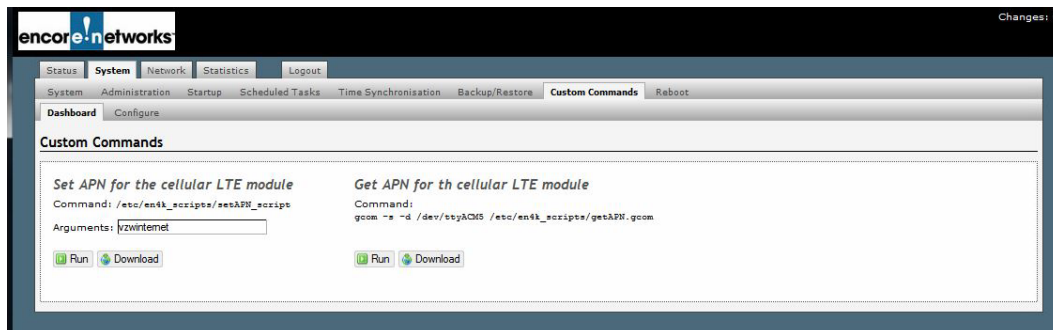 Changes:
encore!networks
Status System Network Statistics Logout
System Administration Startup Scheduled Tasks Time Synchronisation Backup/Restore Custom Commands Reboot
Dashboard Configure
Custom Commands
Set APN for the cellular LTE module
Command: /etc/en4k_scripts/setAPN_script
Arguments: vzwinternet
Run Download
Get APN for th cellular LTE module
Command:
gcom -s -d /dev/ttyACM5 /etc/en4k_scripts/getAPN.gcom
Run Download